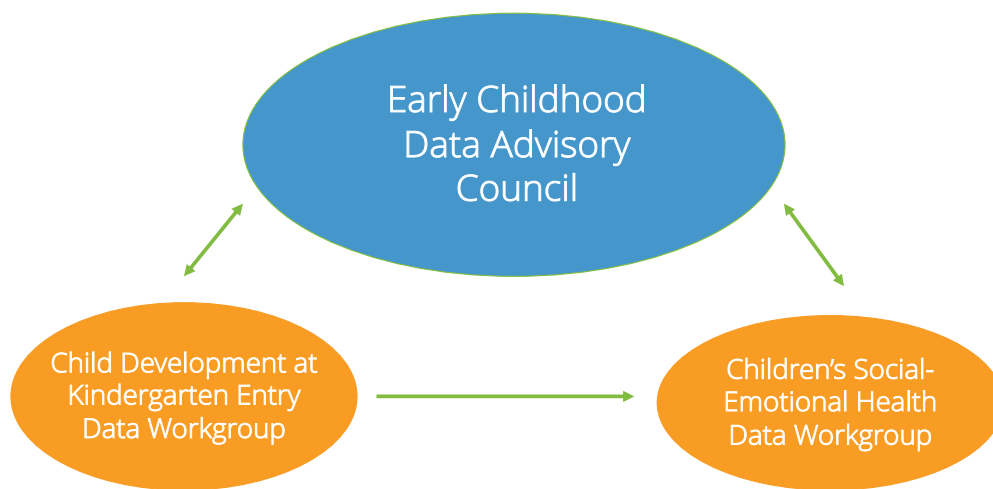 Early Childhood
Data Advisory
Council
Child Development at
Kindergarten Entry
Data Workgroup
Children’s Social-
Emotional Health
Data Workgroup